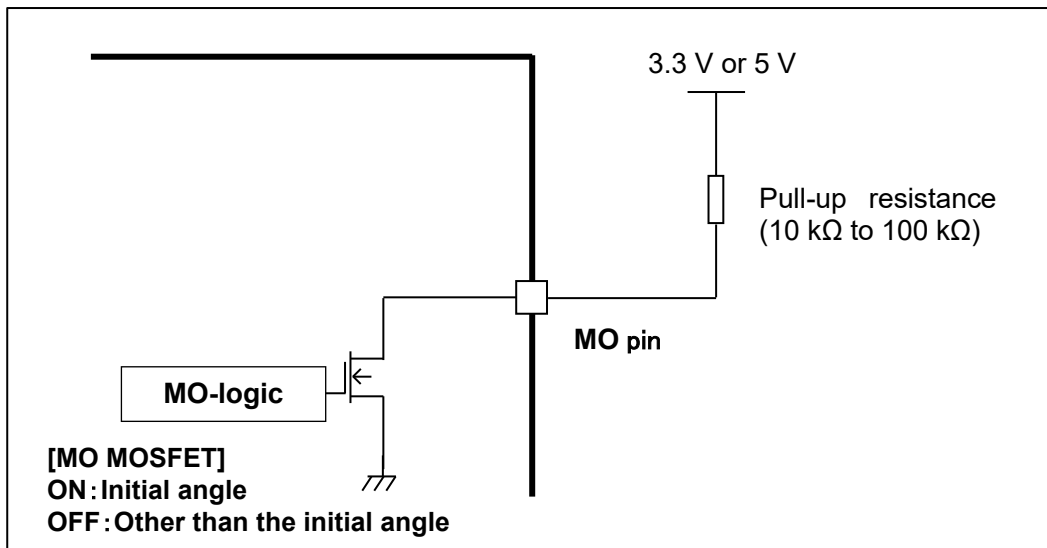 3.3 V or 5 V
Pull-up resistance
(10 kΩ to 100 kΩ)
MO pin
MO-logic
[MO MOSFET]
ON:Initial angle
OFF:Other than the initial angle